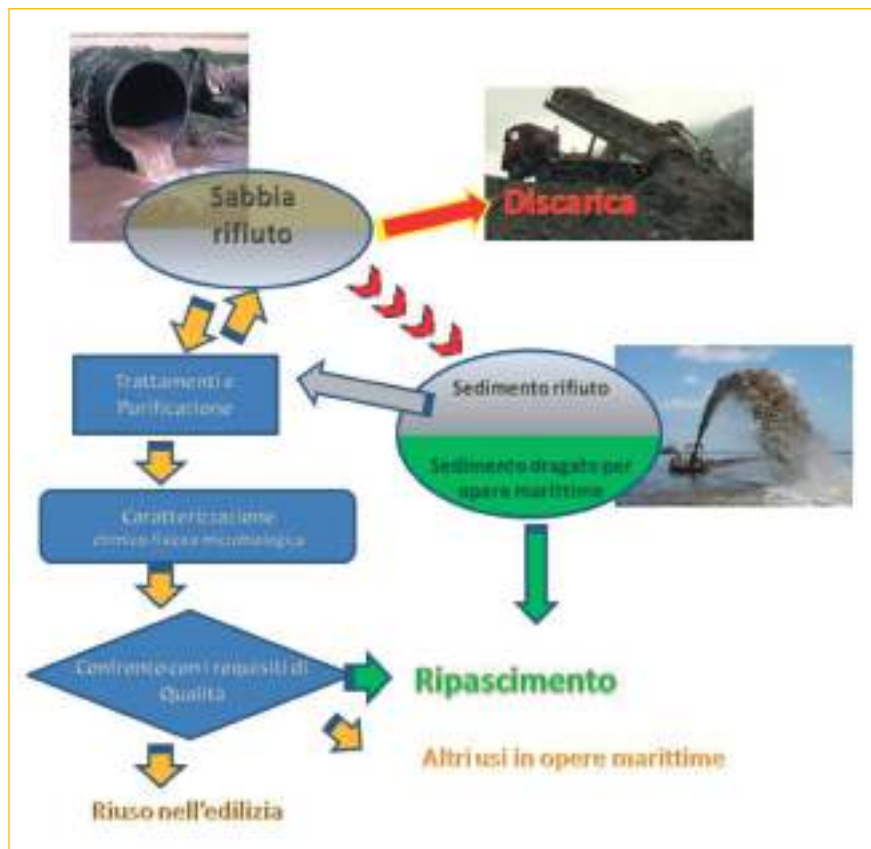 Sabbia
rifiuto
Discarica
Trattamenti e
Purificazione
Sedimento rifiuto
Sedimento dragato per
opere marittime
Caratterizzazione
chimico-fisica e microbiologica
Confronto con i requisiti di
Qualità
Ripascimento
Altri usi in opere marittime
Riuso nell'edilizia